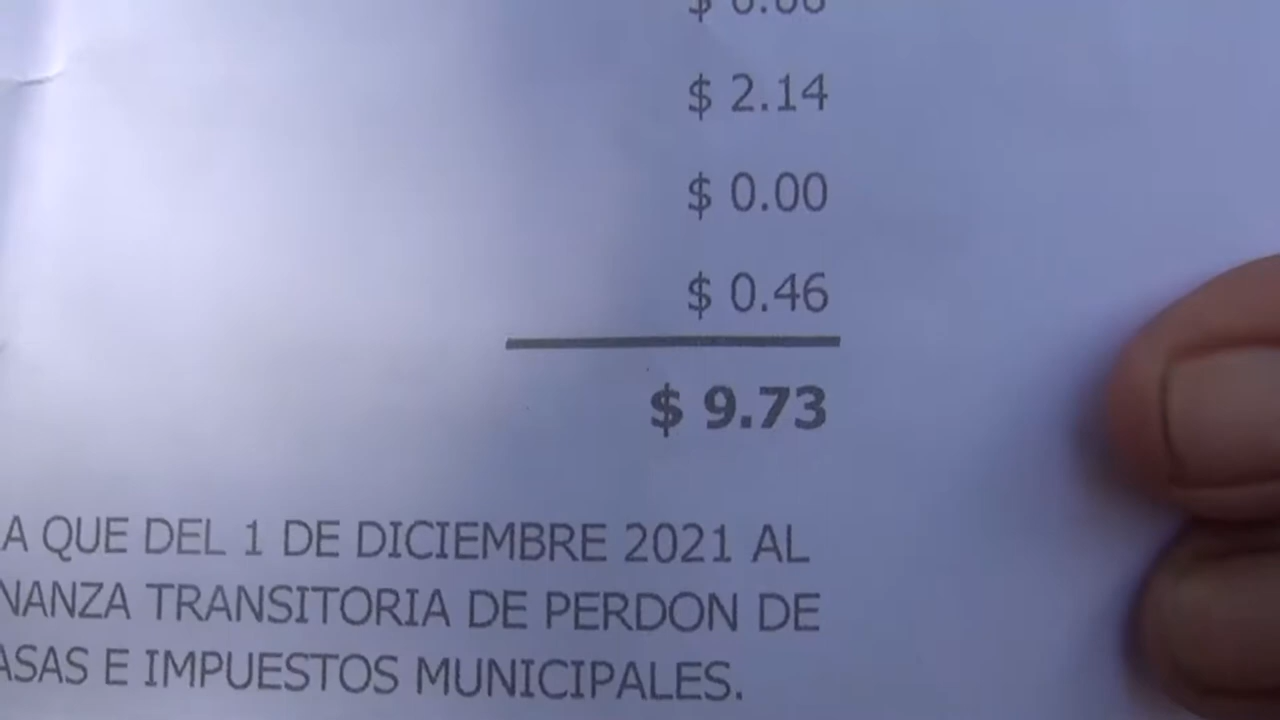 $ 2.14
$ 0.00
$ 0.46
$ 9.73
A QUE DEL 1 DE DICIEMBRE 2021 AL
NANZA TRANSITORIA DE PERDON DE
ASAS E IMPUESTOS MUNICIPALES.